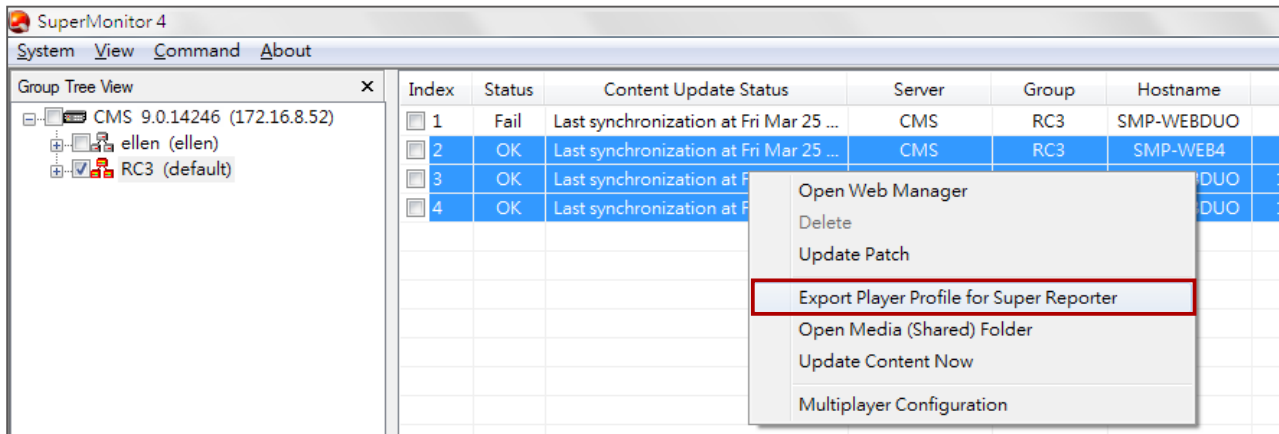 SuperMonitor 4
System View Command About
Group Tree View x
CMS 9.0.14246 (172.16.8.52)
ellen (ellen)
RC3 (default)
Index Status Content Update Status Server Group Hostname
1 Fail Last synchronization at Fri Mar 25 ... CMS RC3 SMP-WEBDUO
2 OK Last synchronization at Fri Mar 25 ... CMS RC3 SMP-WEB4
3 OK Last synchronization at F DUO
4 OK Last synchronization at F DUO
Open Web Manager
Delete
Update Patch
Export Player Profile for Super Reporter
Open Media (Shared) Folder
Update Content Now
Multiplayer Configuration